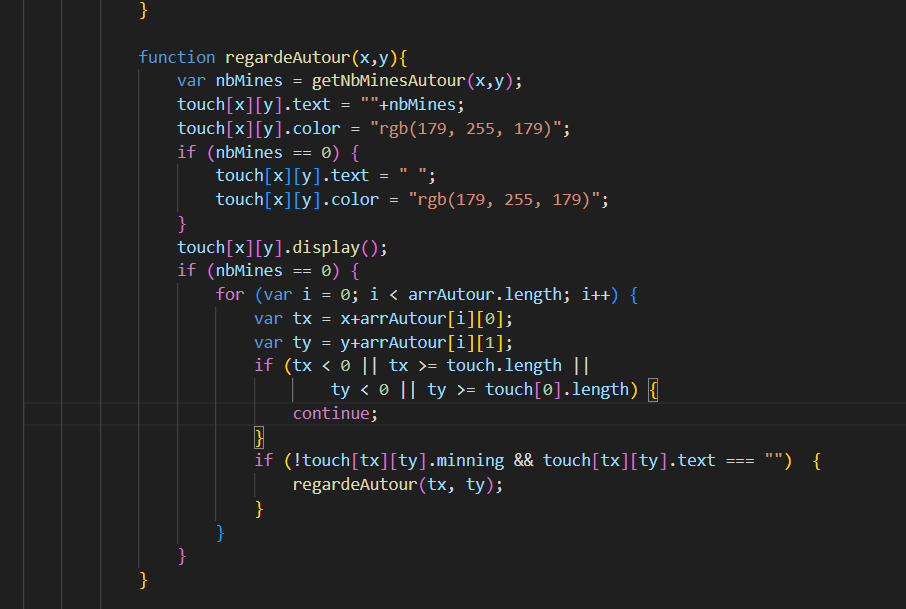 }
function regardeAutour(x,y){
var nbMines = getNbMinesAutour(x,y);
touch[x][y].text = ""+nbMines;
touch[x][y].color = "rgb(179, 255, 179)";
if (nbMines == 0) {
touch[x][y].text = " ";
touch[x][y].color = "rgb(179, 255, 179)";
}
touch[x][y].display();
if (nbMines == 0) {
for (var i = 0; i < arrAutour.length; i++) {
var tx = x+arrAutour[i][0];
var ty = y+arrAutour[i][1];
if (tx < 0 || tx >= touch.length ||
ty < 0 || ty >= touch[0].length) {
continue;
}
if (!touch[tx][ty].minning && touch[tx][ty].text === "")  {
regardeAutour(tx, ty);
}
}
}
}